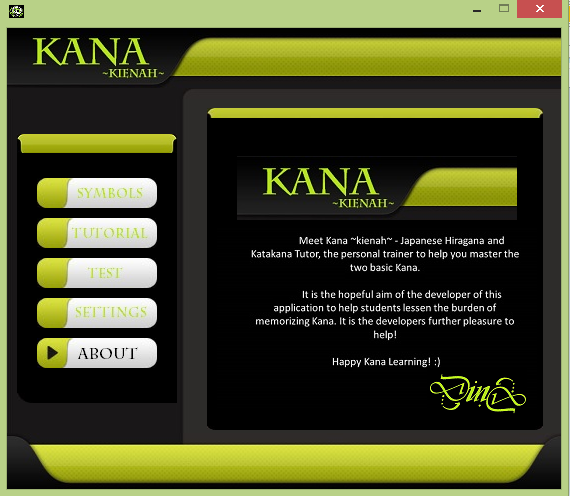 KANA
~KIENAH~
SYMBOLS
TUTORIAL
TEST
SETTINGS
ABOUT
KANA
~KIENAH~
Meet Kana ~kienah~ - Japanese Hiragana and
Katakana Tutor, the personal trainer to help you master the
two basic Kana.
It is the hopeful aim of the developer of this
application to help students lessen the burden of
memorizing Kana. It is the developers further pleasure to
help!
Happy Kana Learning! :)